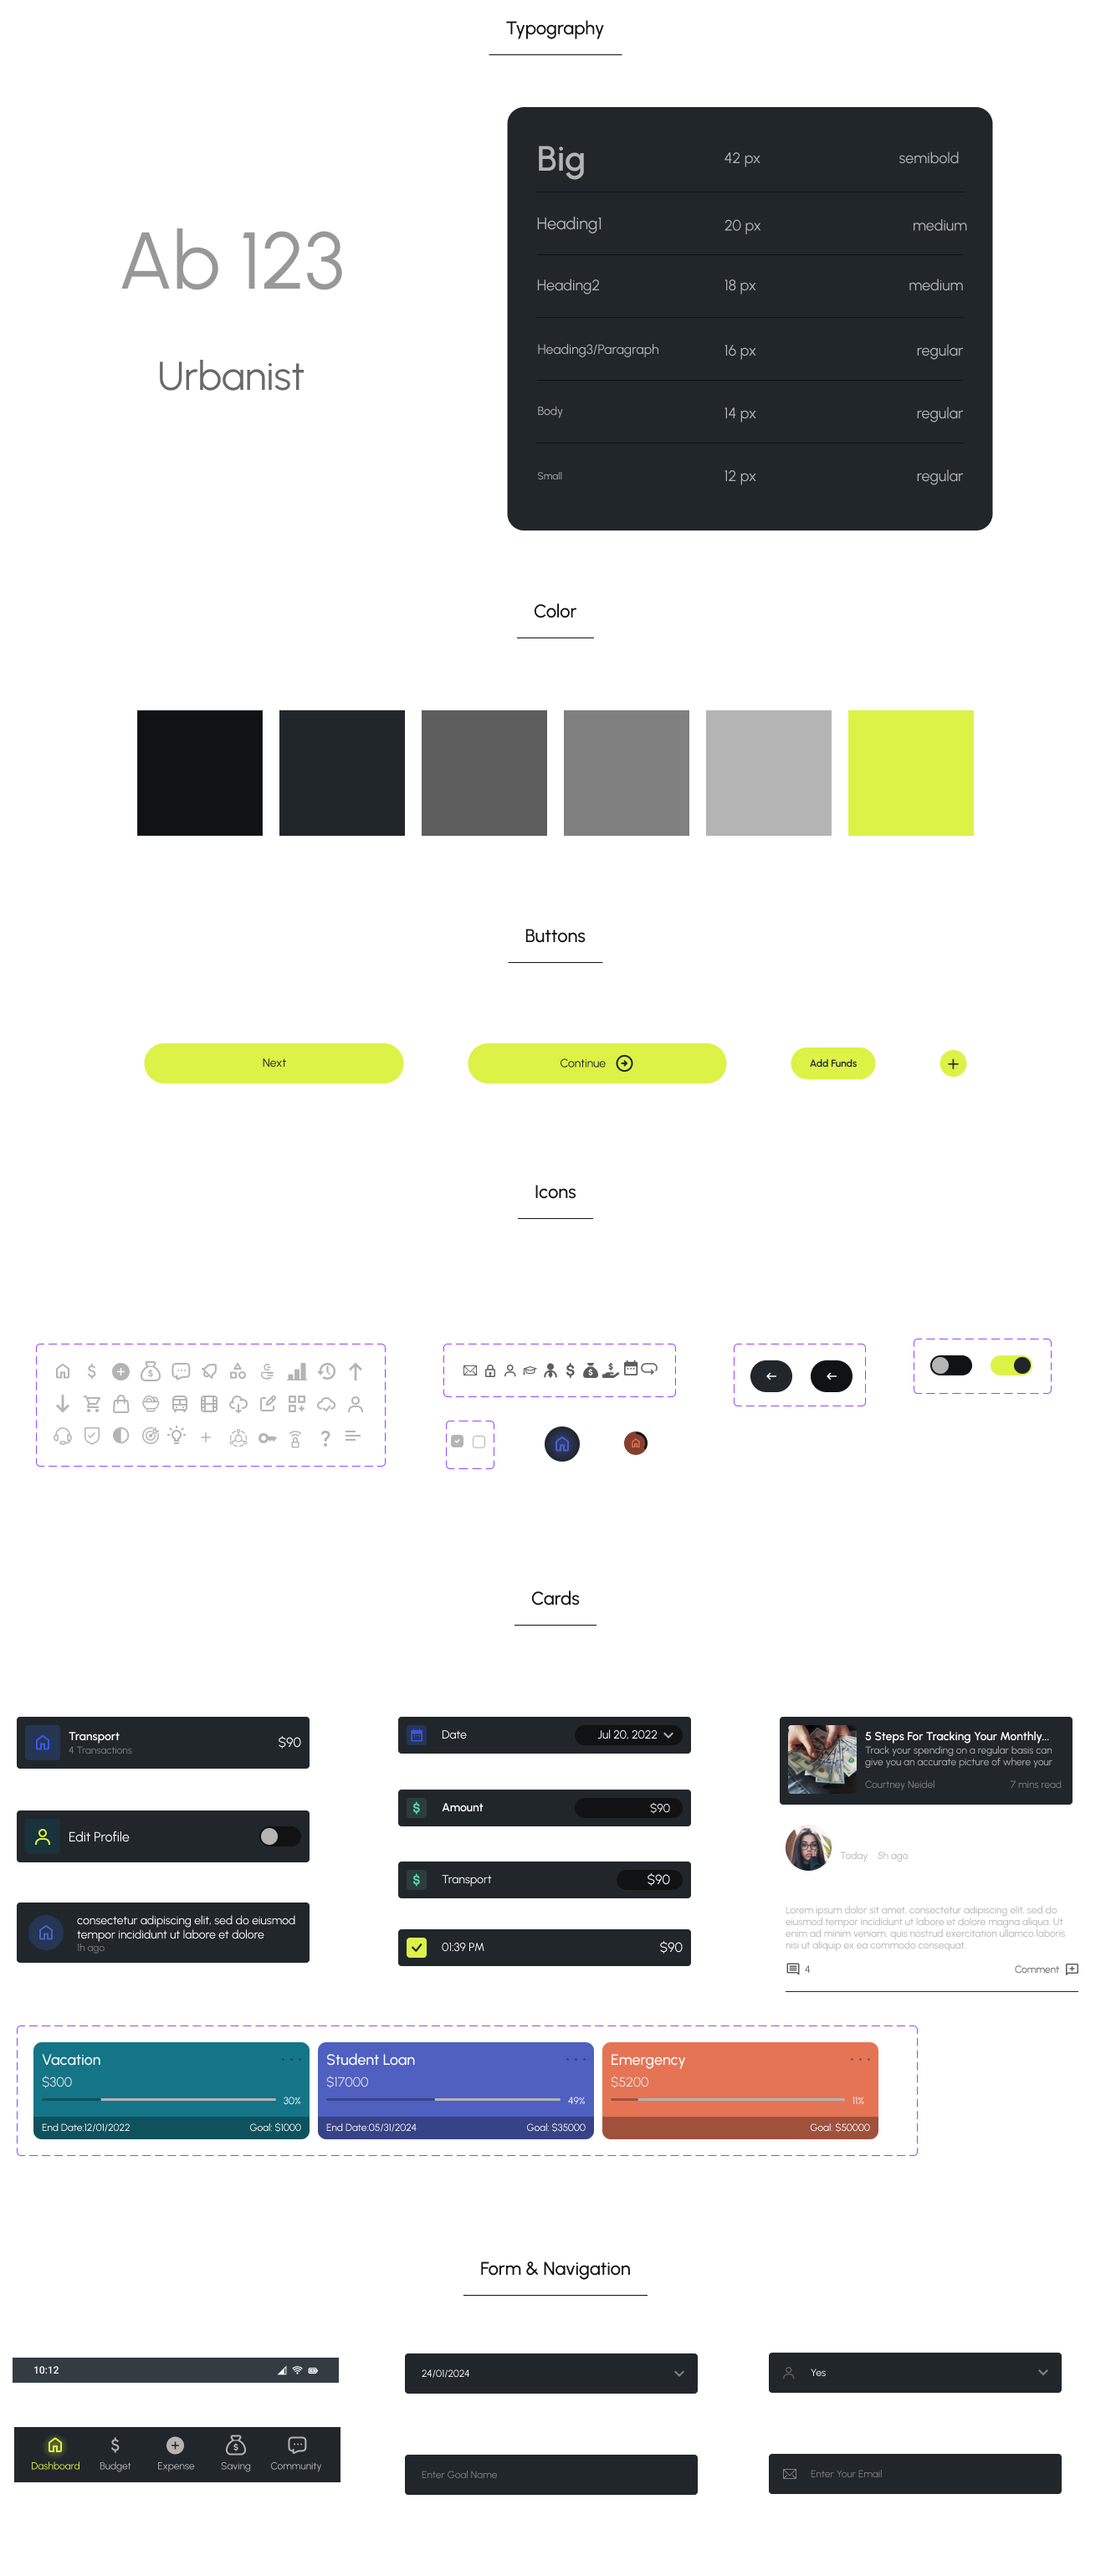 Typography
Ab 123
Urbanist
Big 42 px semibold
Heading1 20 px medium
Heading2 18 px medium
Heading3/Paragraph 16 px regular
Body 14 px regular
Small 12 px regular
Color
Buttons
Next
Continue
Add Funds
Icons
Cards
Transport
4 Transactions
$90
Edit Profile
consectetur adipiscing elit, sed do eiusmod
tempor incididunt ut labore et dolore
1h ago
Date Jul 20, 2022
Amount $90
Transport $90
01:39 PM $90
5 Steps For Tracking Your Monthly...
Track your spending on a regular basis can
give you an accurate picture of where your
Courtney Neidel 7 mins read
Today 5h ago
Lorem ipsum dolor sit amet, consectetur adipiscing elit, sed do
eiusmod tempor incididunt ut labore et dolore magna aliqua. Ut
enim ad minim veniam, quis nostrud exercitation ullamco laboris
nisi ut aliquip ex ea commodo consequat.
4 Comment
Vacation
$300
30%
End Date:12/01/2022 Goal: $1000
Student Loan
$17000
49%
End Date:05/31/2024 Goal: $35000
Emergency
$5200
11%
Goal: $50000
Form & Navigation
10:12
Dashboard Budget Expense Saving Community
24/01/2024
Enter Goal Name
Yes
Enter Your Email